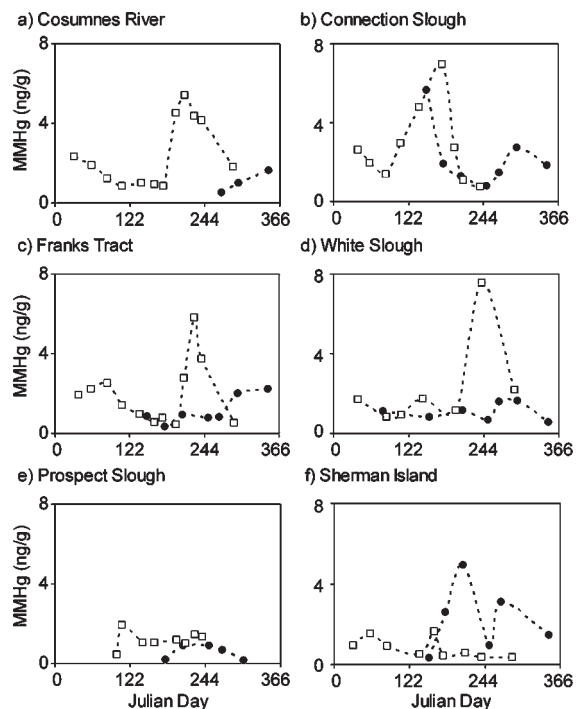 a) Cosumnes River
b) Connection Slough
8
4
0
MMHg (ng/g)
0 122 244 366
8
4
0
0 122 244 366
c) Franks Tract
d) White Slough
8
4
0
MMHg (ng/g)
0 122 244 366
8
4
0
0 122 244 366
e) Prospect Slough
f) Sherman Island
8
4
0
MMHg (ng/g)
0 122 244 366
Julian Day
8
4
0
0 122 244 366
Julian Day